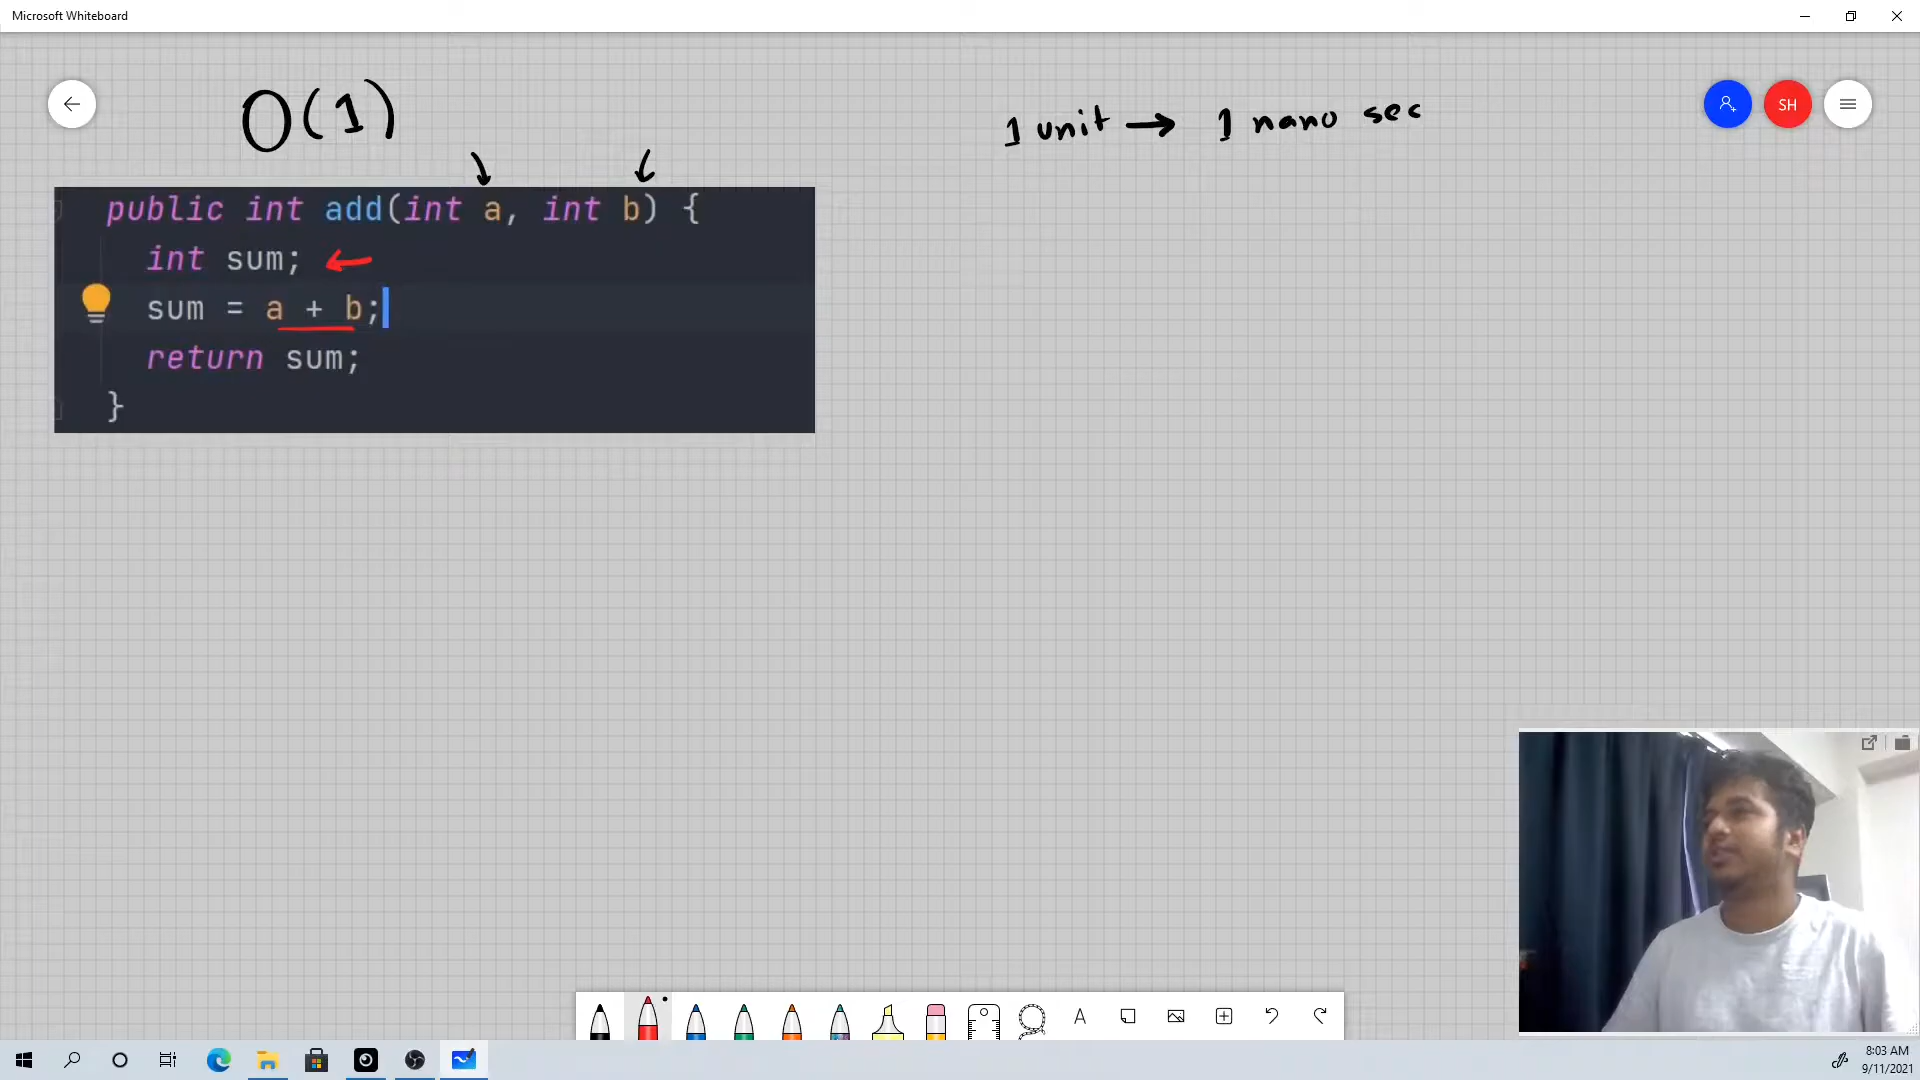 Microsoft Whiteboard
O(1)
1 unit → 1 nano sec
SH
public int add(int a, int b) {
int sum;
sum = a + b;
return sum;
}
A
8:03 AM
9/11/2021